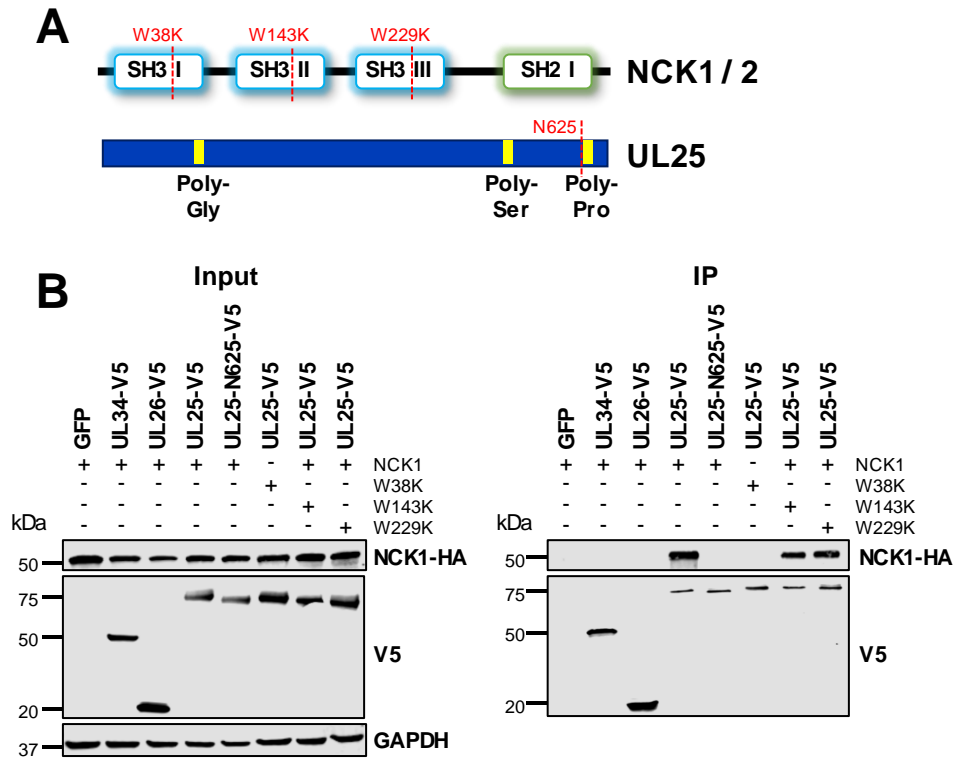 A
W38K W143K W229K
SH3 I SH3 II SH3 III SH2 I NCK1 / 2
N625
UL25
Poly-Gly
Poly-Ser
Poly-Pro
B
Input
GFP
UL34-V5
UL26-V5
UL25-V5
UL25-N625-V5
UL25-V5
UL25-V5
UL25-V5
+ + + + + - + + NCK1
- - - - - + - - W38K
- - - - - - + - W143K
- - - - - - - + W229K
kDa
50 NCK1-HA
75
50
20
V5
37 GAPDH
IP
GFP
UL34-V5
UL26-V5
UL25-V5
UL25-N625-V5
UL25-V5
UL25-V5
UL25-V5
+ + + + + - + + NCK1
- - - - - + - - W38K
- - - - - - + - W143K
- - - - - - - + W229K
kDa
50 NCK1-HA
75
50
20
V5